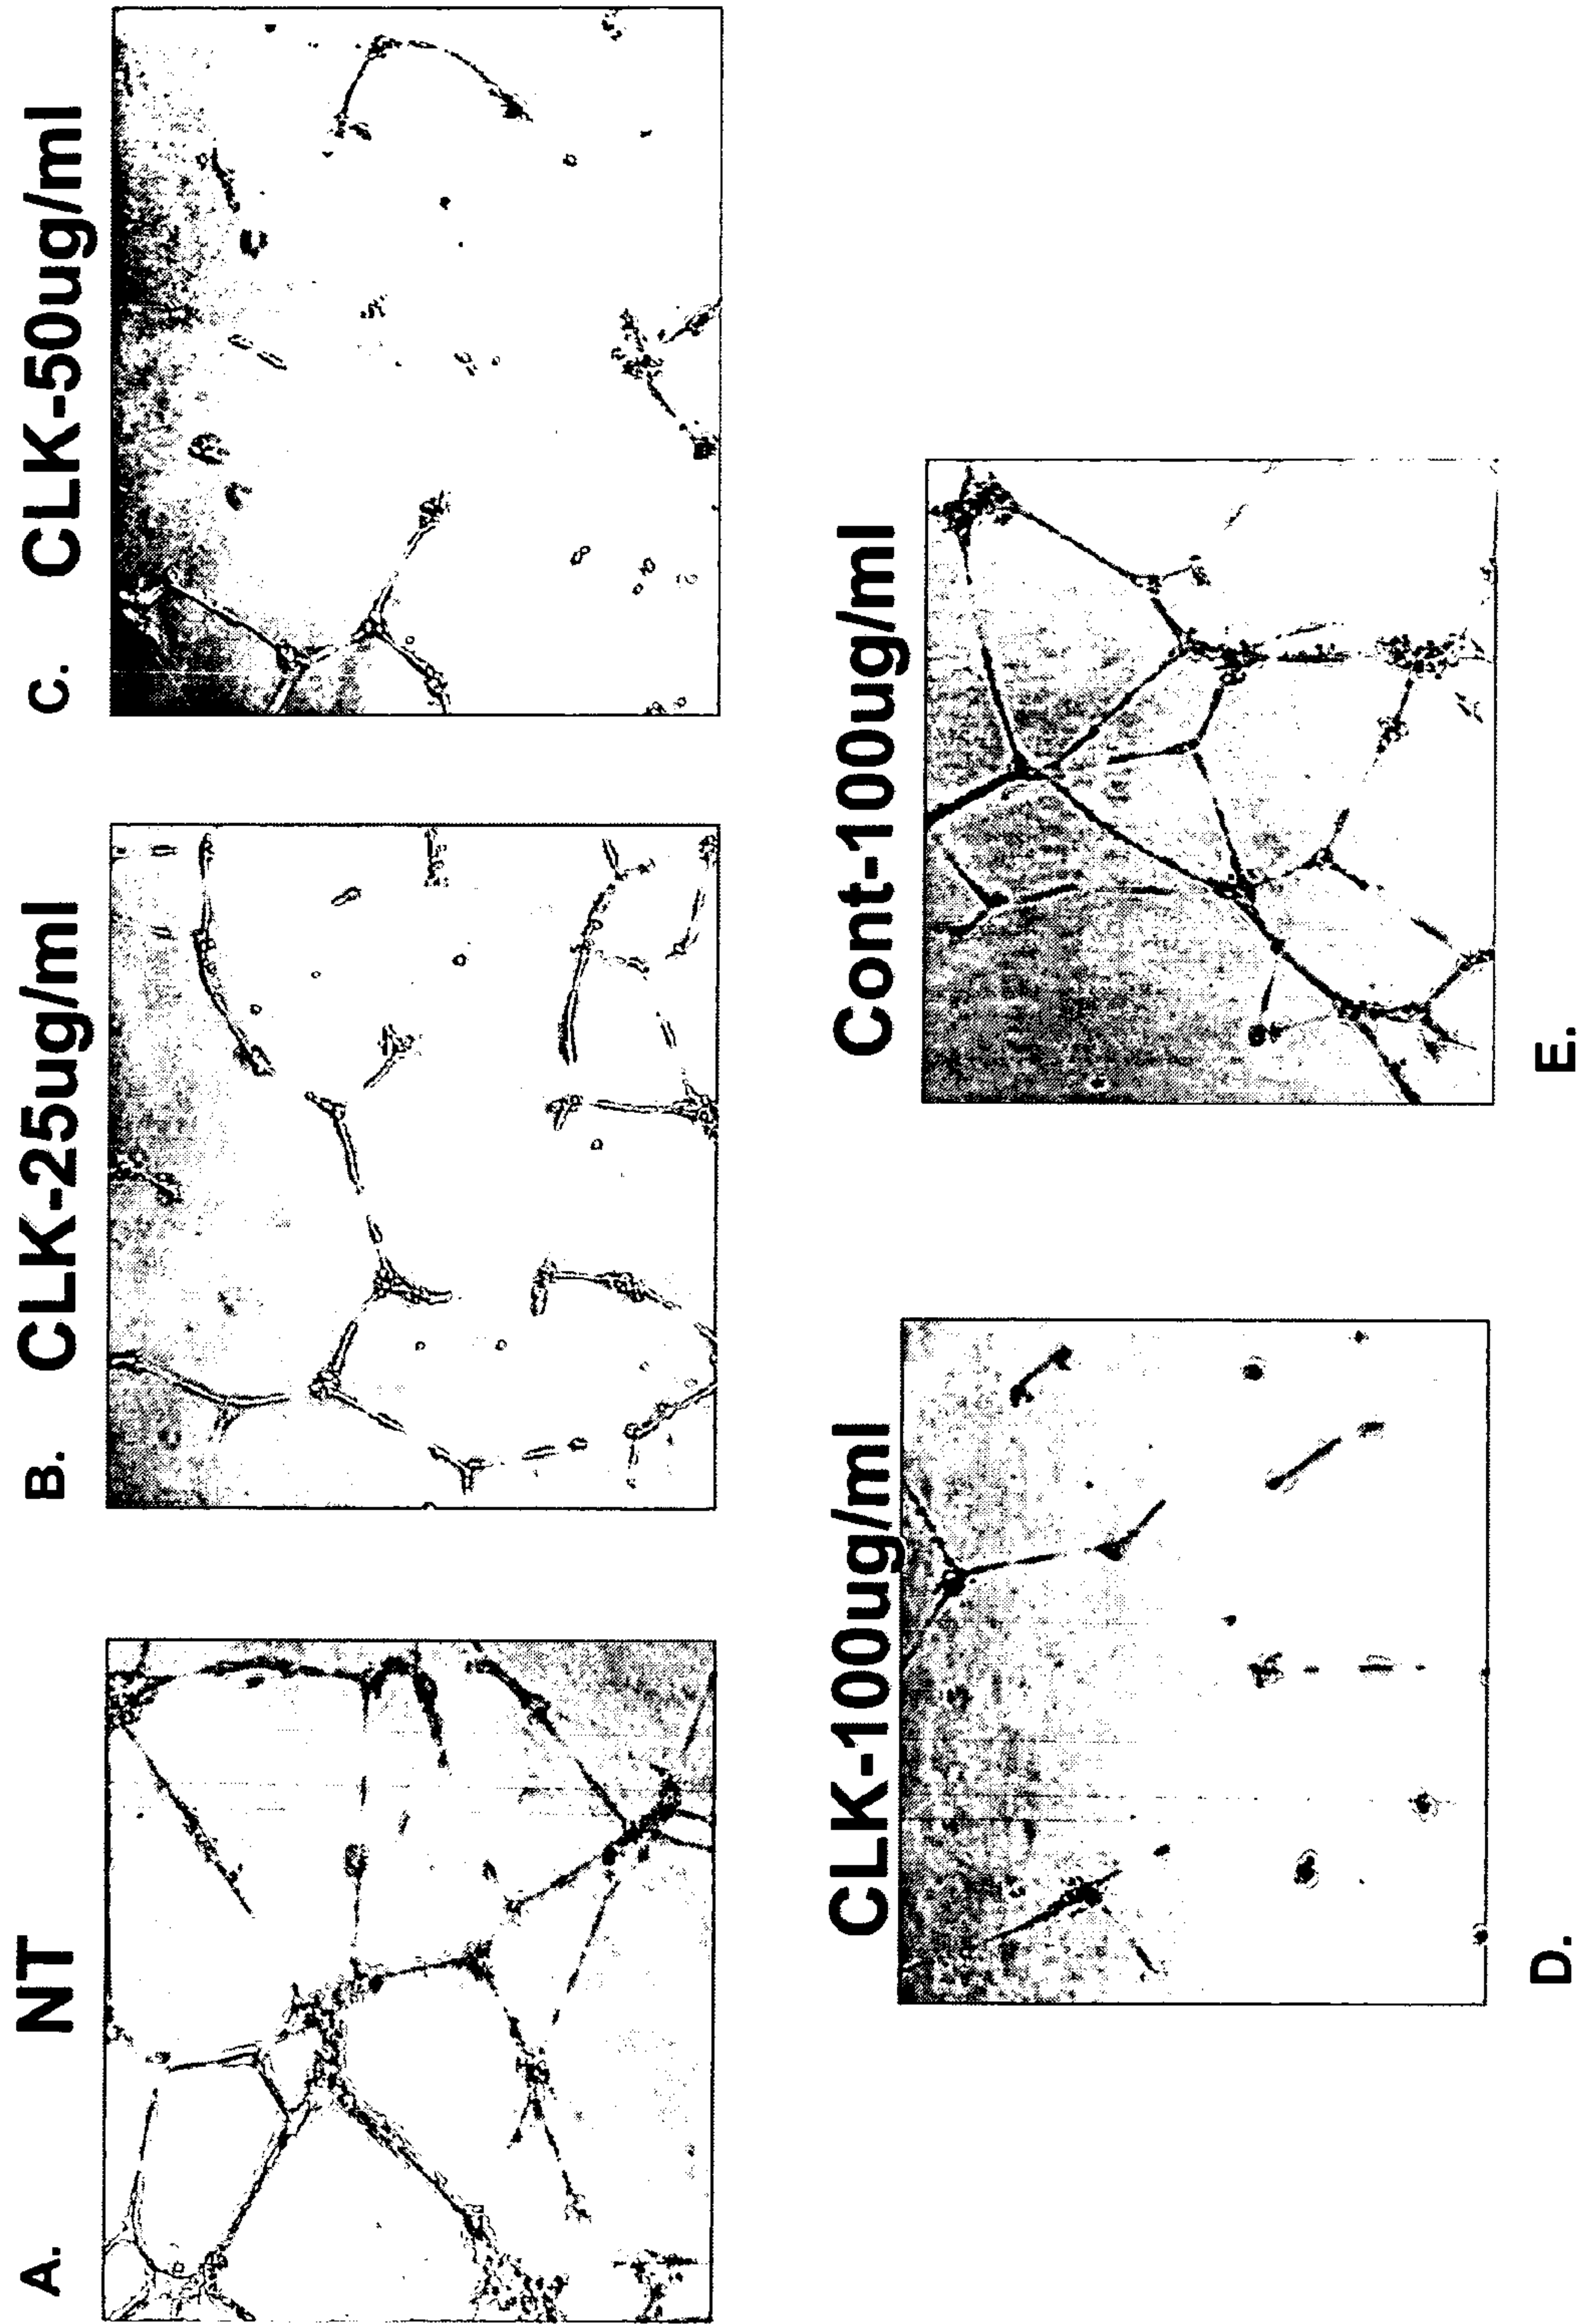 A. NT
B. CLK-25ug/ml
C. CLK-50ug/ml
CLK-100ug/ml
D.
Cont-100ug/ml
E.